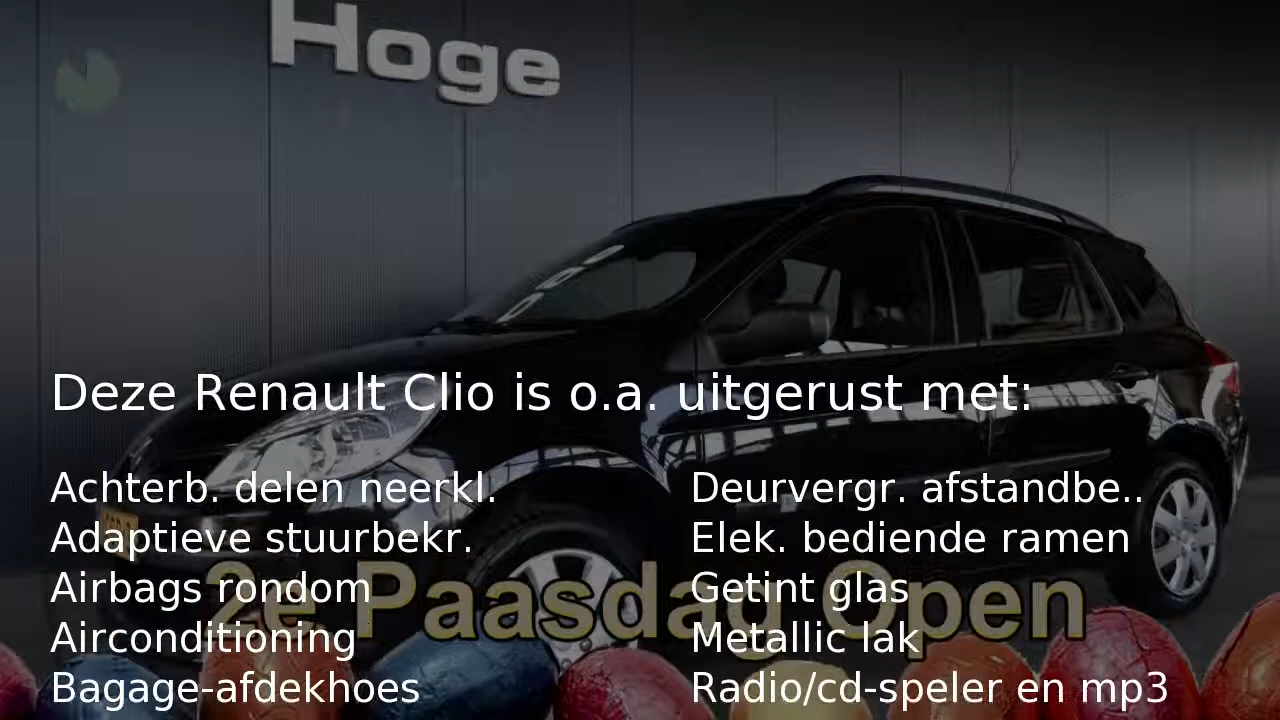 Hoge
Deze Renault Clio is o.a. uitgerust met:
Achterb. delen neerkl.
Adaptieve stuurbekr.
Airbags rondom
Airconditioning
Bagage-afdekhoes
Deurvergr. afstandbe..
Elek. bediende ramen
Getint glas
Metallic lak
Radio/cd-speler en mp3
2e Paasdag Open